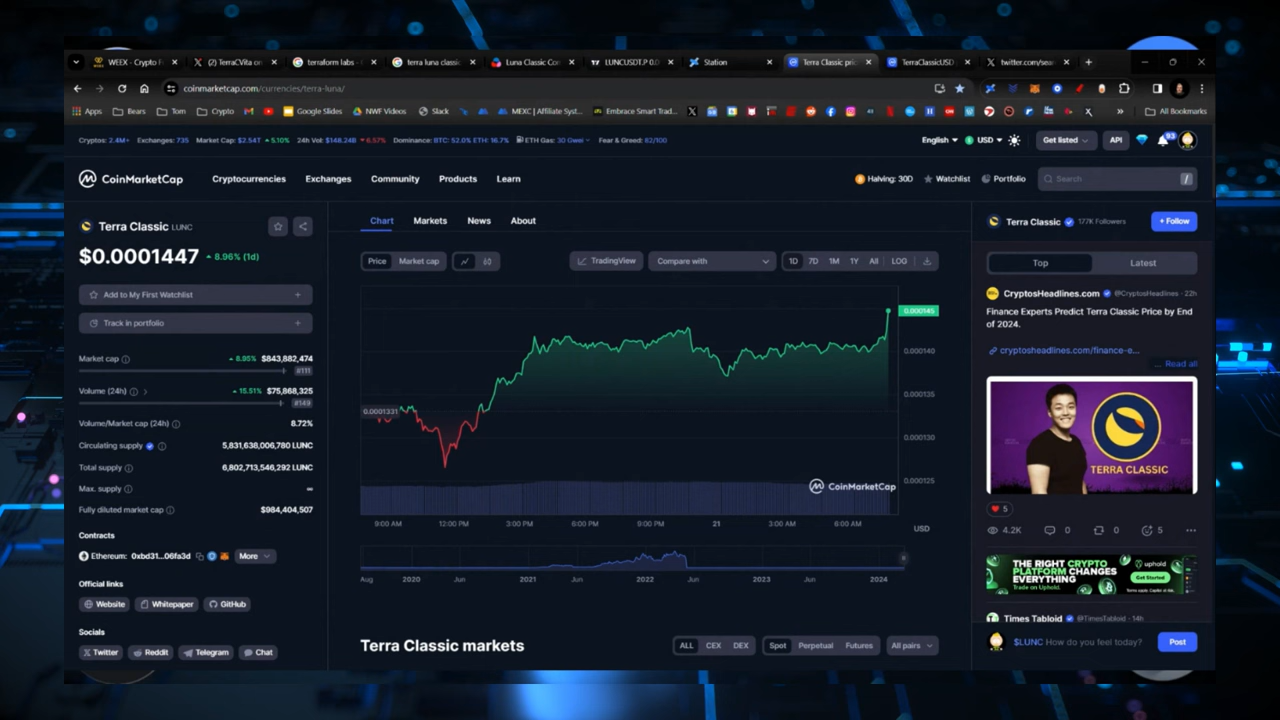 WEEX - Crypto F
(2) TerraCVita on
terraform labs -
terra luna classic
Luna Classic Con
LUNCUSDT.P 0.0
Station
Terra Classic pric
TerraClassicUSD
twitter.com/sear
coinmarketcap.com/currencies/terra-luna/
Apps Bears Tom Crypto Google Slides NWF Videos Slack MEXC | Affiliate Syst... Embrace Smart Trad... » All Bookmarks
Cryptos: 2.4M+ Exchanges: 735 Market Cap: $2.54T 5.10% 24h Vol: $148.24B 6.57% Dominance: BTC: 52.0% ETH: 16.7% ETH Gas: 30 Gwei Fear & Greed: 82/100
English USD Get listed API 93
CoinMarketCap Cryptocurrencies Exchanges Community Products Learn
Halving: 30D Watchlist Portfolio Search /
Terra Classic LUNC
$0.0001447 8.96% (1d)
Add to My First Watchlist +
Track in portfolio +
Market cap 8.95% $843,882,474
#111
Volume (24h) 15.51% $75,868,325
#149
Volume/Market cap (24h) 8.72%
Circulating supply 5,831,638,006,780 LUNC
Total supply 6,802,713,546,292 LUNC
Max. supply ∞
Fully diluted market cap $984,404,507
Contracts
Ethereum: 0xbd31...06fa3d More
Official links
Website Whitepaper GitHub
Socials
Twitter Reddit Telegram Chat
Chart Markets News About
Price Market cap TradingView Compare with 1D 7D 1M 1Y All LOG
0.000145
0.000140
0.000135
0.000130
0.000125
0.0001331
CoinMarketCap
9:00 AM 12:00 PM 3:00 PM 6:00 PM 9:00 PM 21 3:00 AM 6:00 AM USD
Aug 2020 Jun 2021 Jun 2022 Jun 2023 Jun 2024
Terra Classic markets
ALL CEX DEX Spot Perpetual Futures All pairs
Terra Classic 177K Followers + Follow
Top Latest
CryptosHeadlines.com @CryptosHeadlines · 22h
Finance Experts Predict Terra Classic Price by End
of 2024.
cryptosheadlines.com/finance-e...
... Read all
TERRA CLASSIC
5
4.2K 0 0 5 ...
THE RIGHT CRYPTO
PLATFORM CHANGES
EVERYTHING
Trade on Uphold.
uphold
Get Started
Times Tabloid @TimesTabloid · 14h
$LUNC How do you feel today? Post